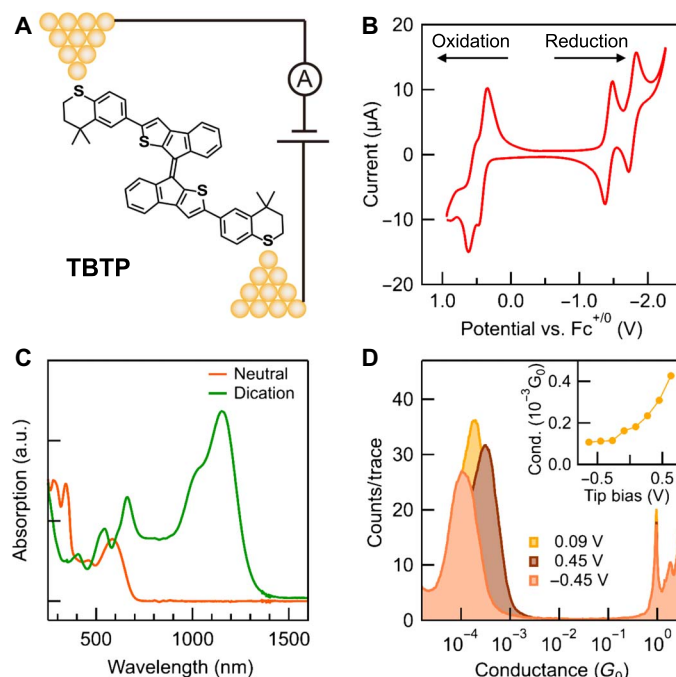 A
A
S
S
S
S
TBTP
B
Oxidation
Reduction
20
10
0
−10
−20
Current (µA)
1.0
0.0
−1.0
−2.0
Potential vs. Fc+/0 (V)
C
Neutral
Dication
Absorption (a.u.)
500
1000
1500
Wavelength (nm)
D
40
30
20
10
0
Counts/trace
0.4
0.2
0.0
Cond. (10−3G0)
−0.5
0.5
Tip bias (V)
0.09 V
0.45 V
−0.45 V
10−4
10−3
10−2
10−1
100
Conductance (G0)